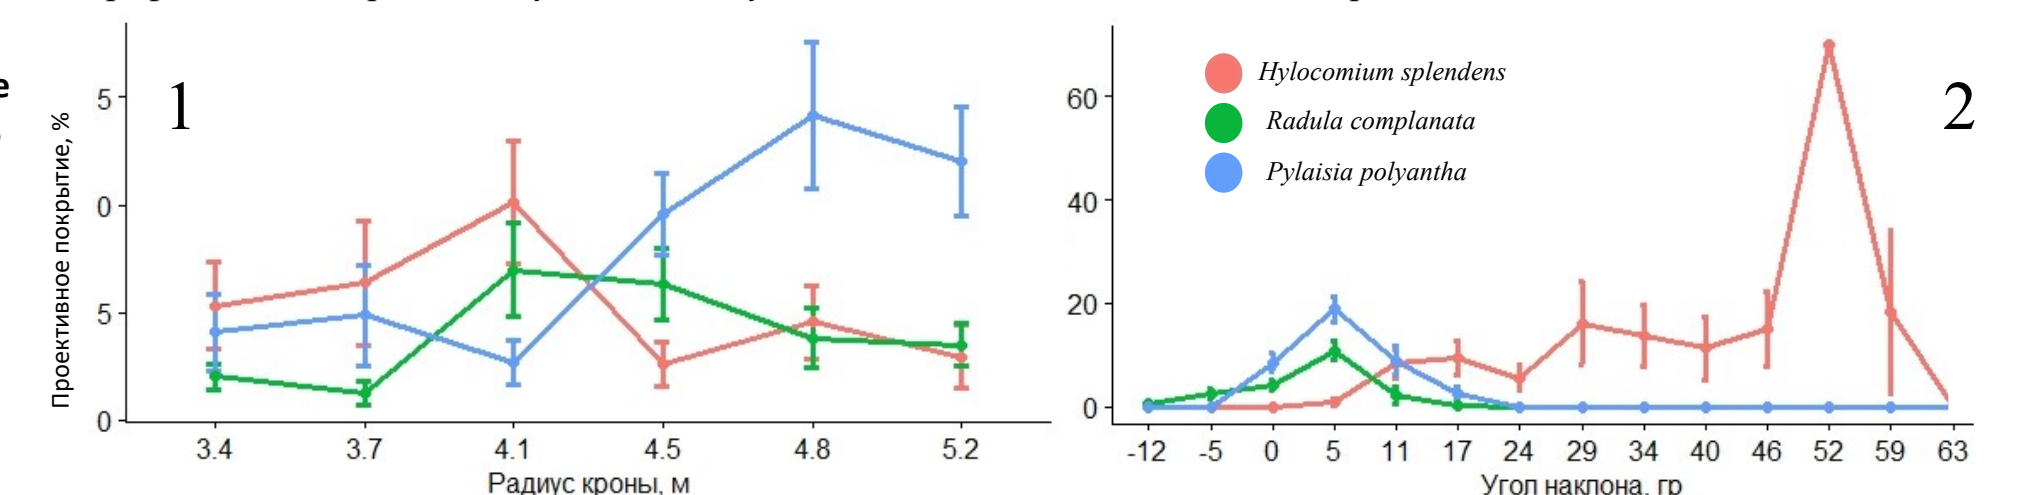 е
1
5
0
5
0
Проективное покрытие, %
3.4 3.7 4.1 4.5 4.8 5.2
Радиус кроны, м
Hylocomium splendens
Radula complanata
Pylaisia polyantha
2
60
40
20
0
-12 -5 0 5 11 17 24 29 34 40 46 52 59 63
Угол наклона, гр